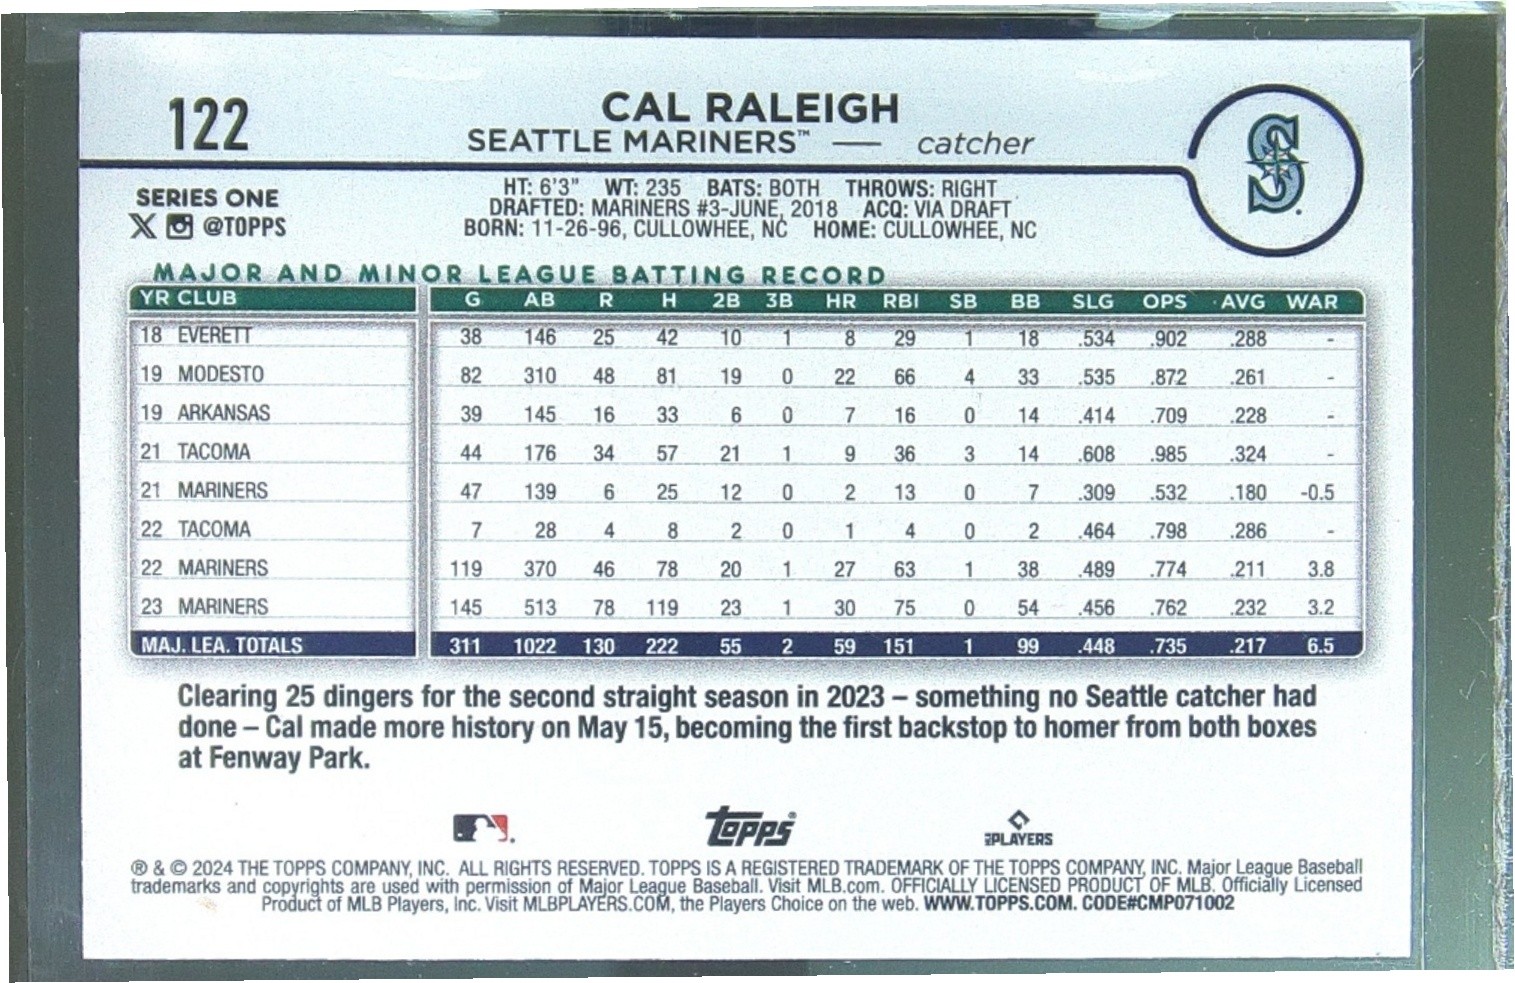 122
CAL RALEIGH
SEATTLE MARINERS™ — catcher
S
SERIES ONE
@TOPPS
HT: 6'3" WT: 235 BATS: BOTH THROWS: RIGHT
DRAFTED: MARINERS #3-JUNE, 2018 ACQ: VIA DRAFT
BORN: 11-26-96, CULLOWHEE, NC HOME: CULLOWHEE, NC
MAJOR AND MINOR LEAGUE BATTING RECORD
YR CLUB G AB R H 2B 3B HR RBI SB BB SLG OPS AVG WAR
18 EVERETT 38 146 25 42 10 1 8 29 1 18 .534 .902 .288 -
19 MODESTO 82 310 48 81 19 0 22 66 4 33 .535 .872 .261 -
19 ARKANSAS 39 145 16 33 6 0 7 16 0 14 .414 .709 .228 -
21 TACOMA 44 176 34 57 21 1 9 36 3 14 .608 .985 .324 -
21 MARINERS 47 139 6 25 12 0 2 13 0 7 .309 .532 .180 -0.5
22 TACOMA 7 28 4 8 2 0 1 4 0 2 .464 .798 .286 -
22 MARINERS 119 370 46 78 20 1 27 63 1 38 .489 .774 .211 3.8
23 MARINERS 145 513 78 119 23 1 30 75 0 54 .456 .762 .232 3.2
MAJ. LEA. TOTALS 311 1022 130 222 55 2 59 151 1 99 .448 .735 .217 6.5
Clearing 25 dingers for the second straight season in 2023 – something no Seattle catcher had
done – Cal made more history on May 15, becoming the first backstop to homer from both boxes
at Fenway Park.
Topps®
MLB PLAYERS
® & © 2024 THE TOPPS COMPANY, INC. ALL RIGHTS RESERVED. TOPPS IS A REGISTERED TRADEMARK OF THE TOPPS COMPANY, INC. Major League Baseball
trademarks and copyrights are used with permission of Major League Baseball. Visit MLB.com. OFFICIALLY LICENSED PRODUCT OF MLB. Officially Licensed
Product of MLB Players, Inc. Visit MLBPLAYERS.COM, the Players Choice on the web. WWW.TOPPS.COM. CODE#CMP071002